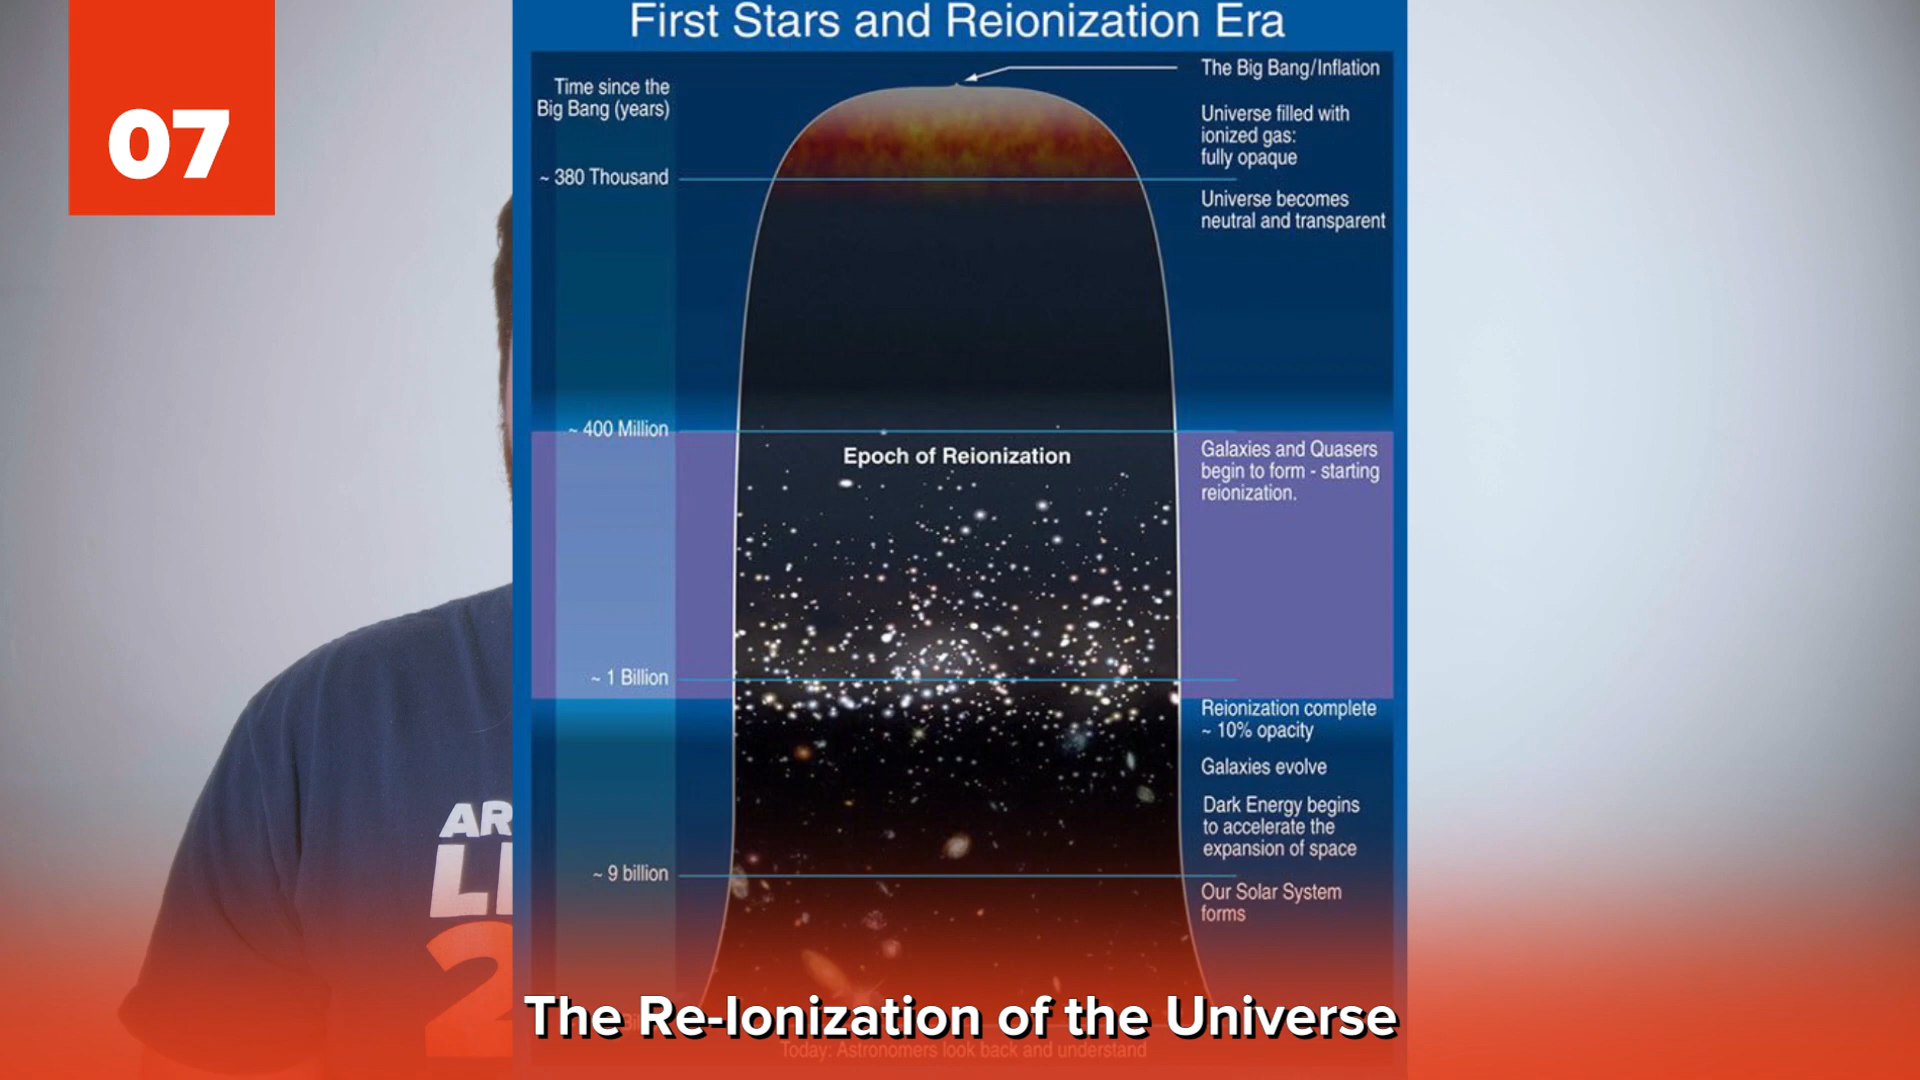 07
First Stars and Reionization Era
Time since the
Big Bang (years)
The Big Bang/Inflation
Universe filled with
ionized gas:
fully opaque
~ 380 Thousand
Universe becomes
neutral and transparent
~ 400 Million
Epoch of Reionization
Galaxies and Quasers
begin to form - starting
reionization.
~ 1 Billion
Reionization complete
~ 10% opacity
Galaxies evolve
Dark Energy begins
to accelerate the
expansion of space
~ 9 billion
Our Solar System
forms
AR
LI
2
The Re-Ionization of the Universe
Today: Astronomers look back and understand